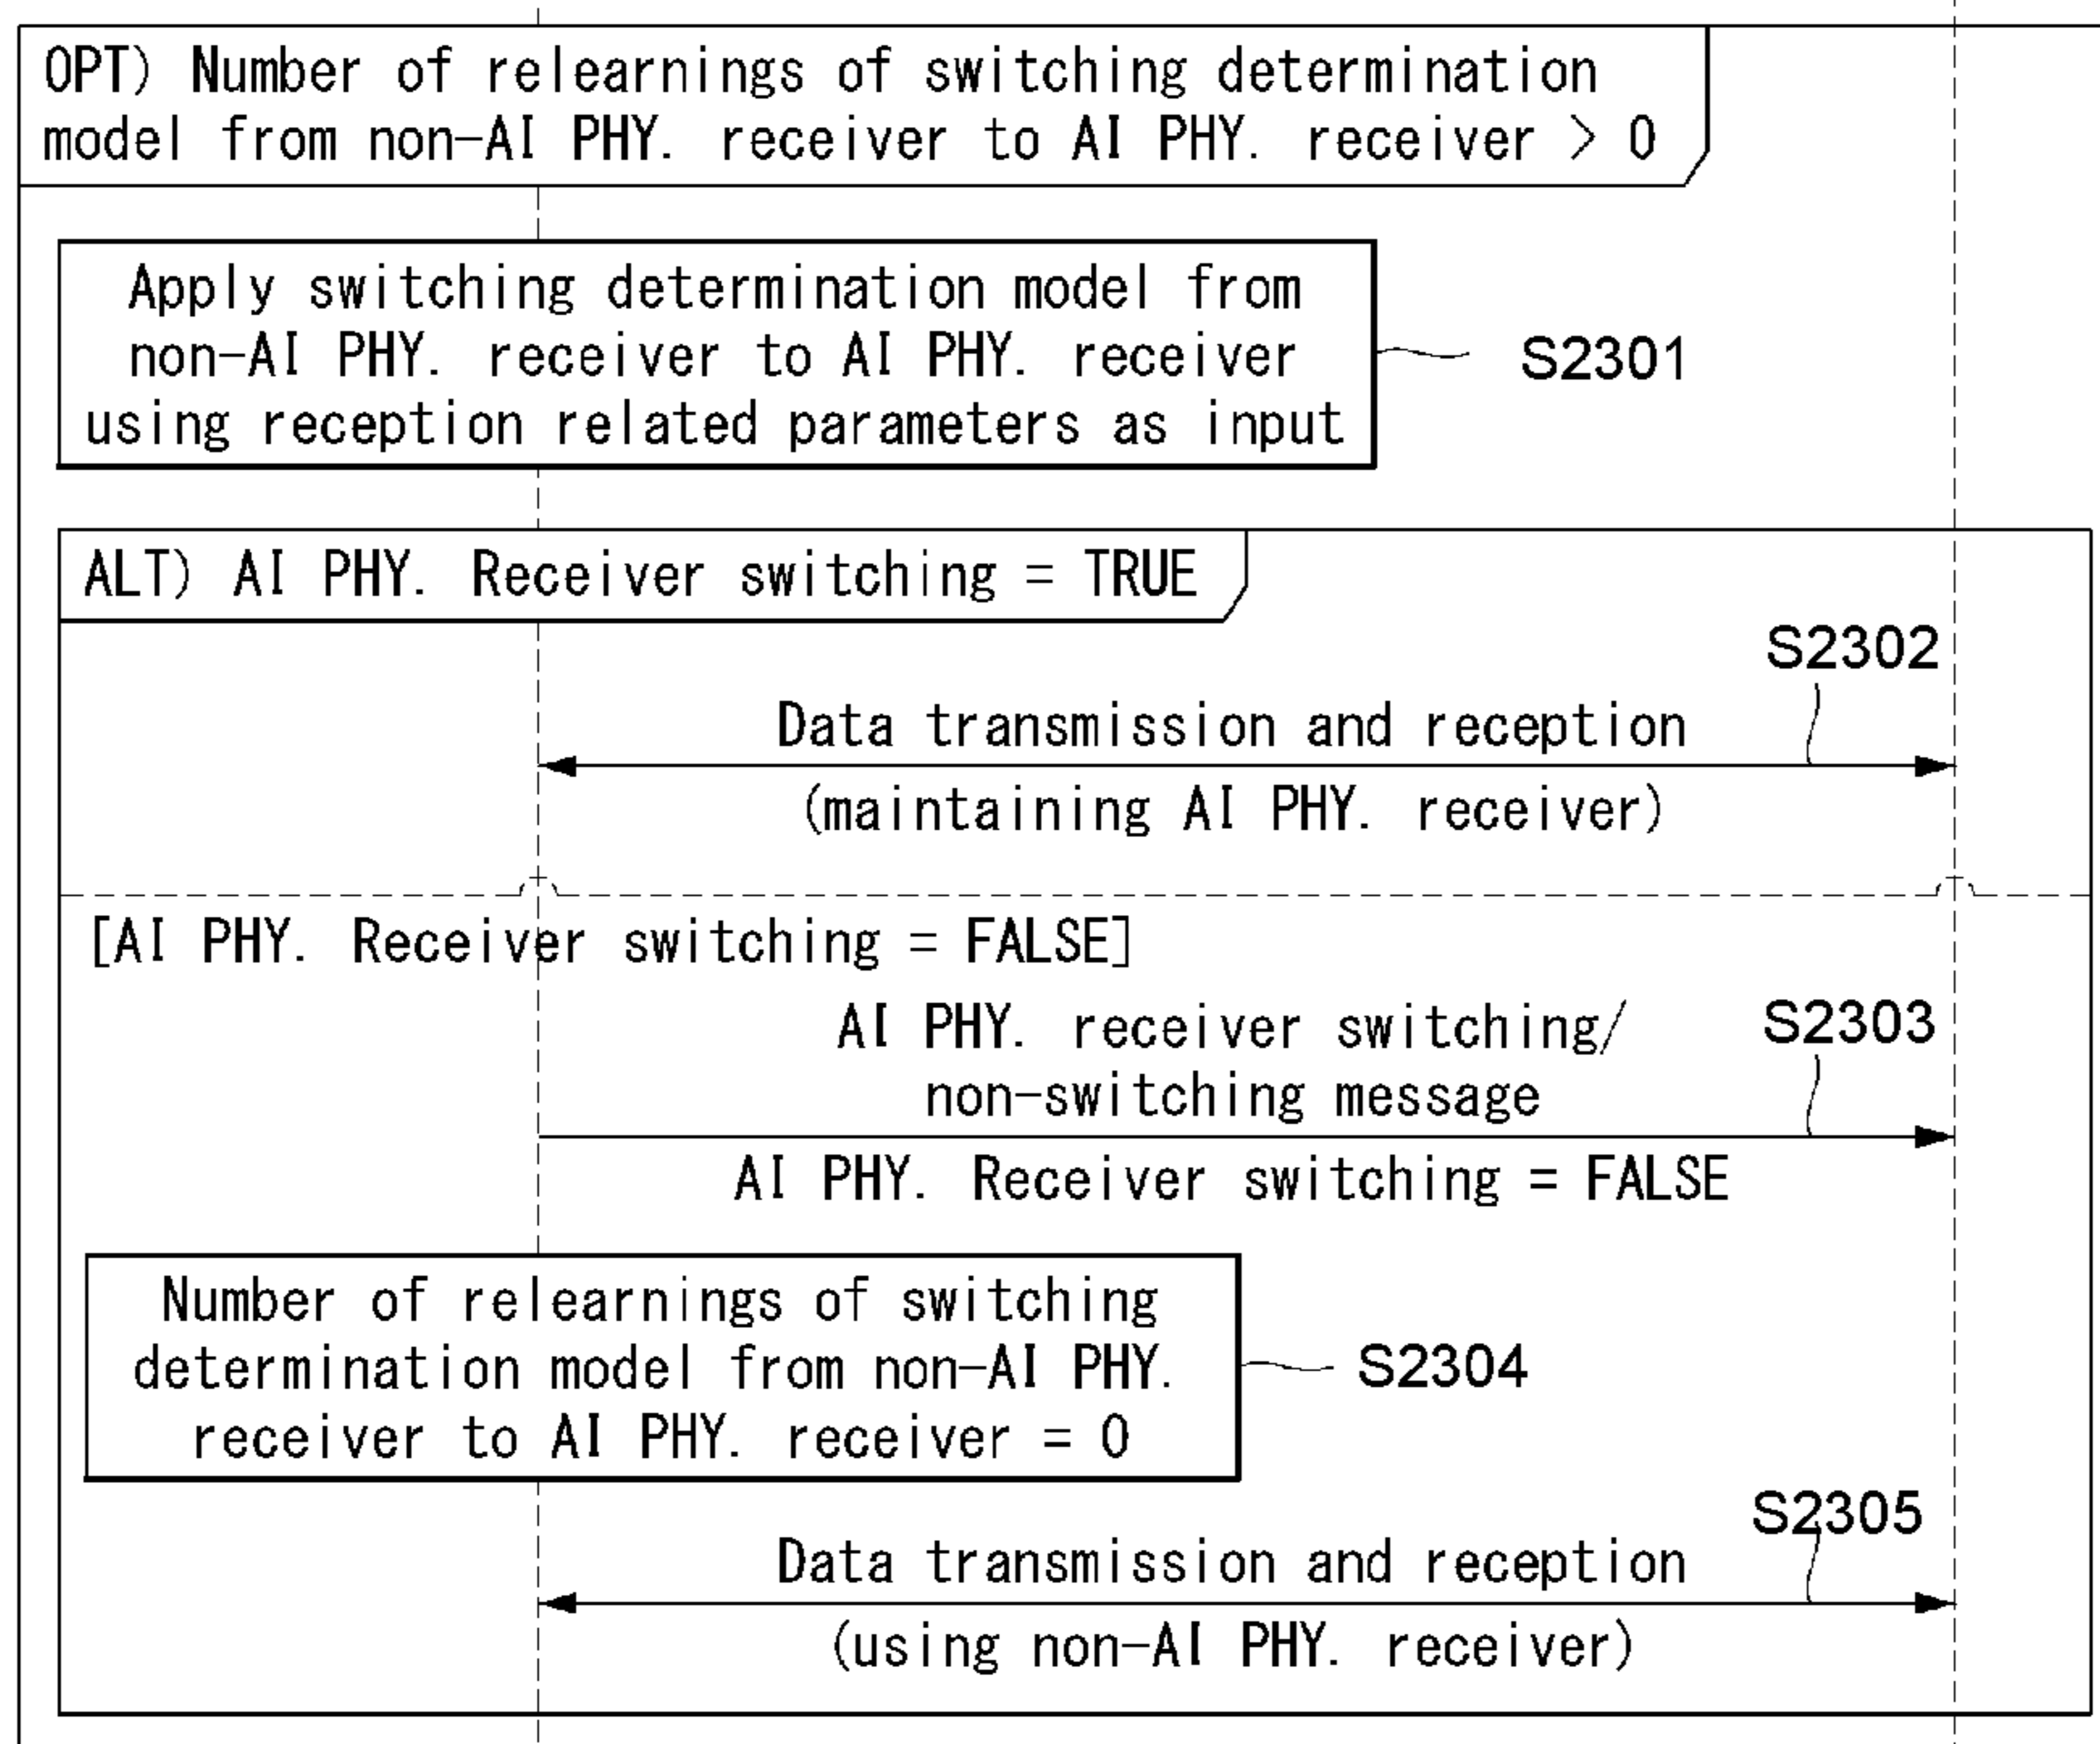 OPT) Number of relearnings of switching determination
model from non-AI PHY. receiver to AI PHY. receiver > 0
Apply switching determination model from
non-AI PHY. receiver to AI PHY. receiver
using reception related parameters as input
S2301
ALT) AI PHY. Receiver switching = TRUE
S2302
Data transmission and reception
(maintaining AI PHY. receiver)
[AI PHY. Receiver switching = FALSE]
AI PHY. receiver switching/
non-switching message
S2303
AI PHY. Receiver switching = FALSE
Number of relearnings of switching
determination model from non-AI PHY.
receiver to AI PHY. receiver = 0
S2304
S2305
Data transmission and reception
(using non-AI PHY. receiver)